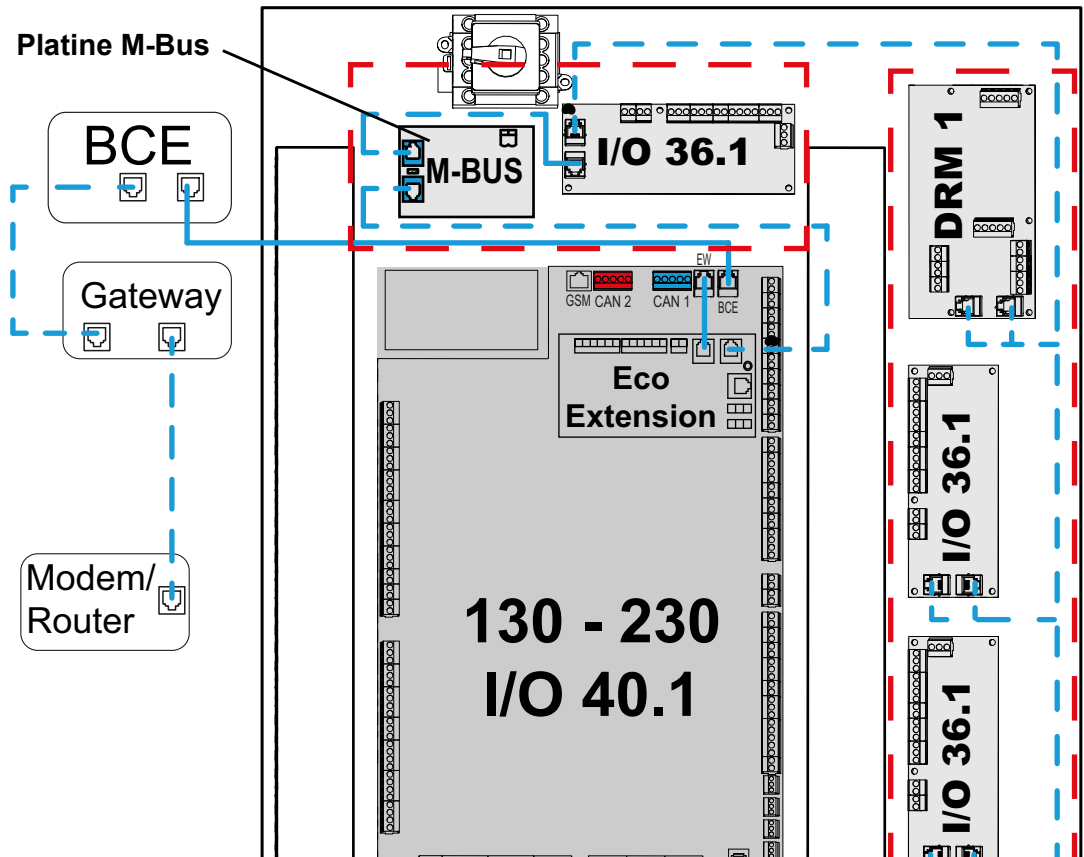 Platine M-Bus
BCE
M-BUS
I/O 36.1
DRM 1
Gateway
EW
GSM
CAN 2
CAN 1
BCE
Eco
Extension
I/O 36.1
Modem/
Router
130 - 230
I/O 40.1
I/O 36.1